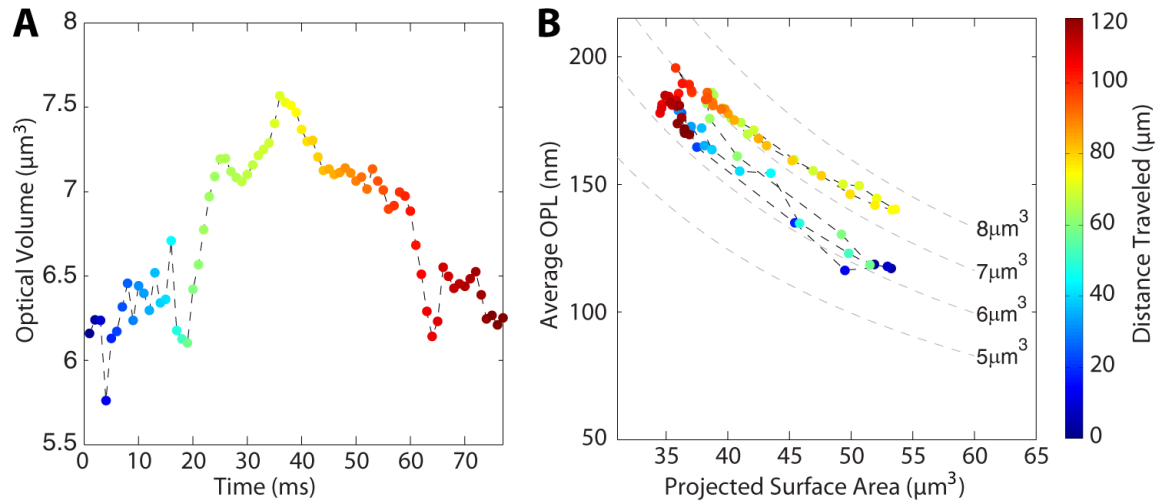 A
Optical Volume (μm³)
8
7.5
7
6.5
6
5.5
0 10 20 30 40 50 60 70
Time (ms)
B
Average OPL (nm)
200
150
100
50
8μm³
7μm³
6μm³
5μm³
35 40 45 50 55 60 65
Projected Surface Area (μm³)
120
100
80
60
40
20
0
Distance Traveled (μm)